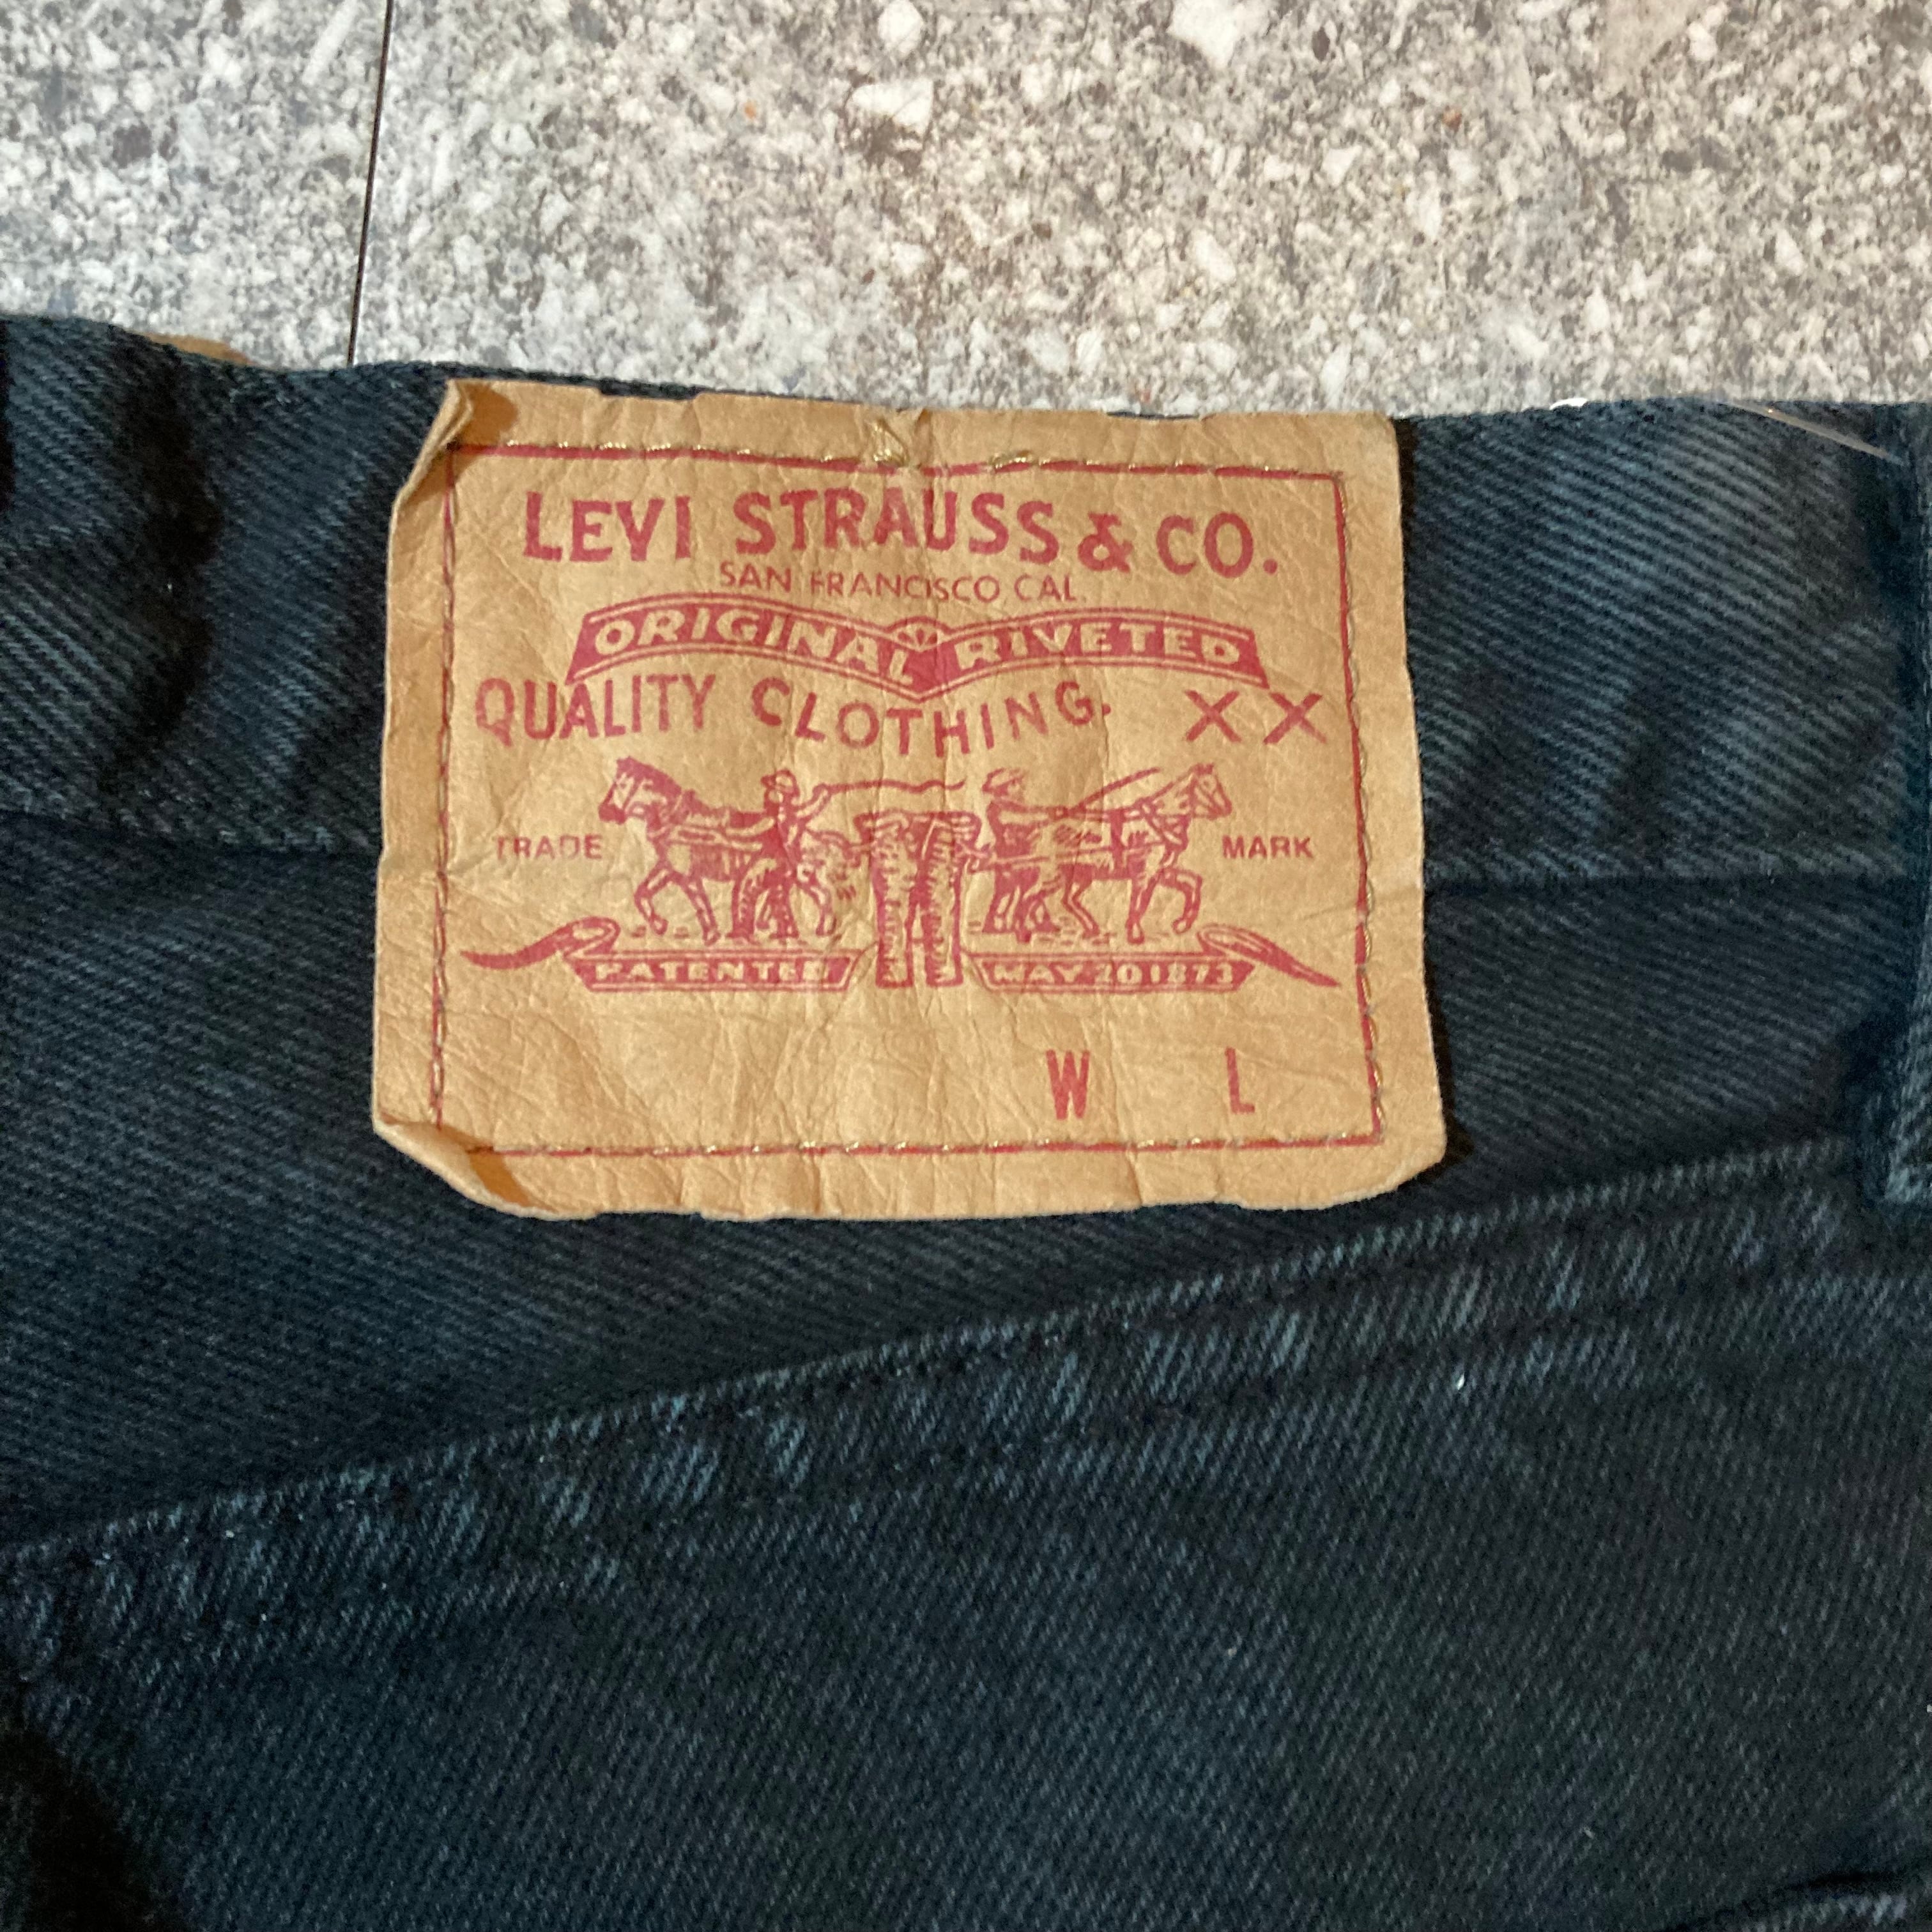 LEVI STRAUSS & CO.
SAN FRANCISCO CAL.
ORIGINAL RIVETED
QUALITY CLOTHING. XX
TRADE MARK
PATENTED MAY 20 1873
W L